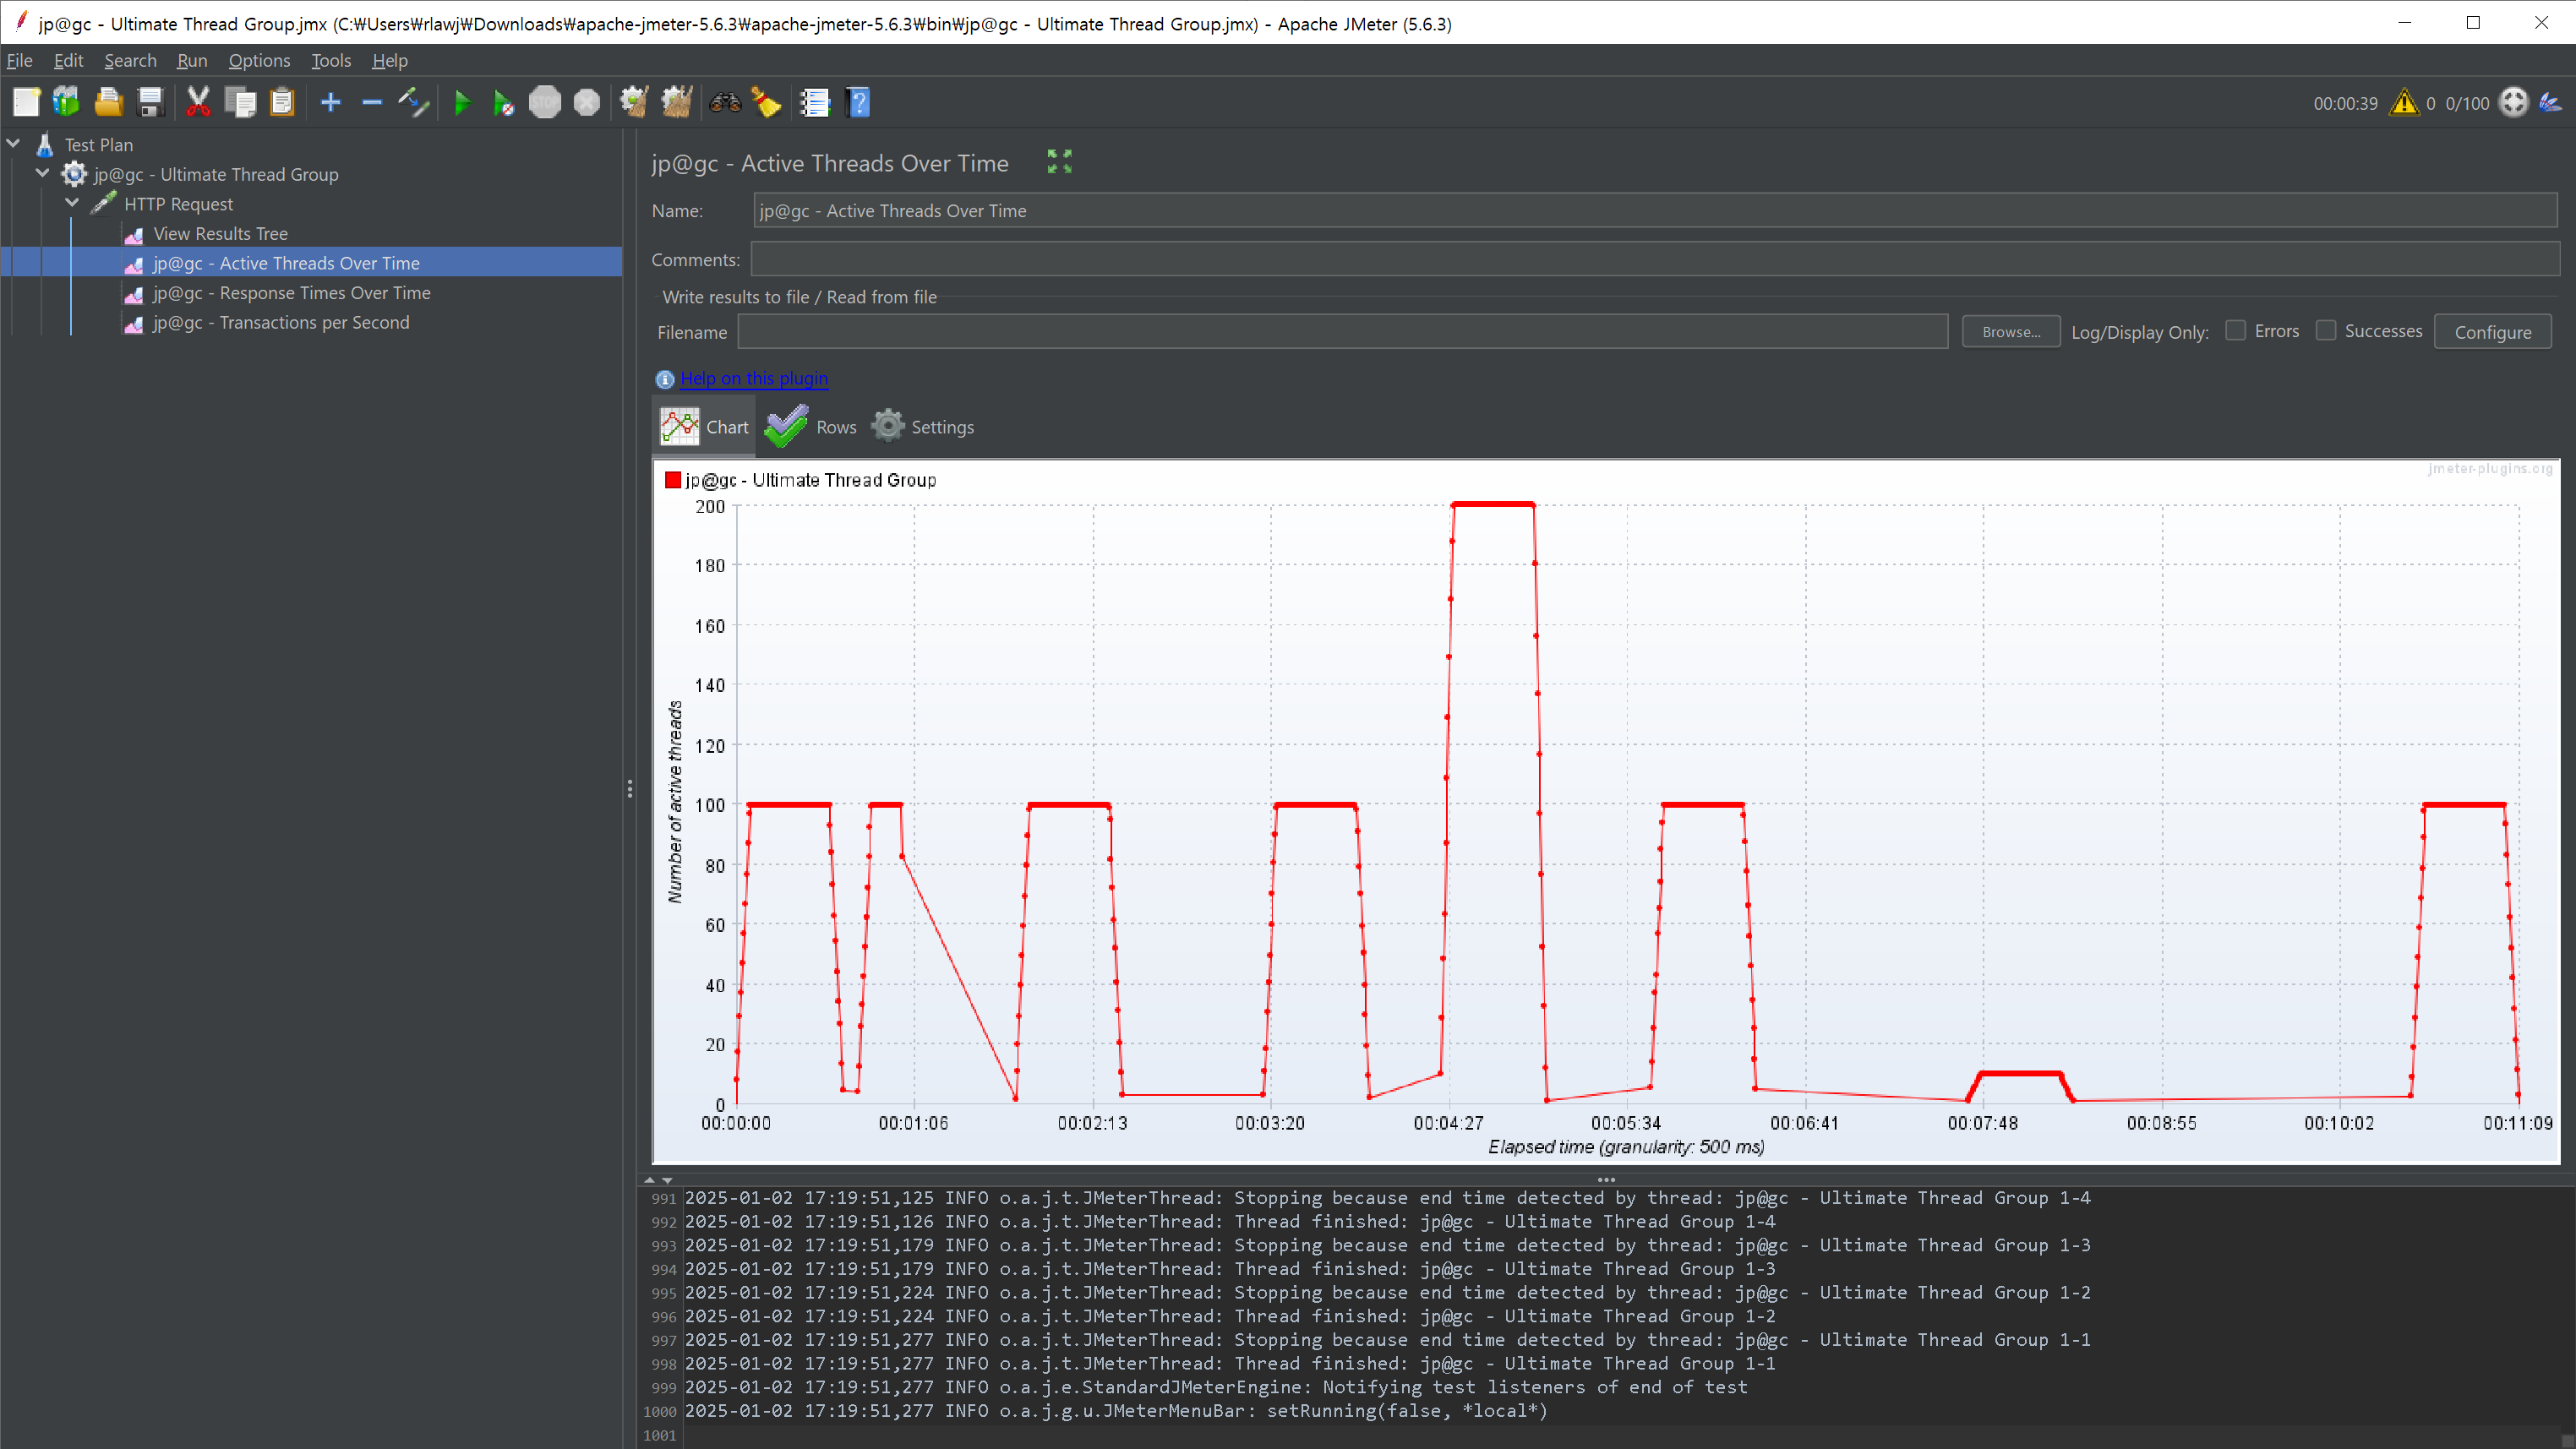 jp@gc - Ultimate Thread Group.jmx (C:₩Users₩rlawj₩Downloads₩apache-jmeter-5.6.3₩apache-jmeter-5.6.3₩bin₩jp@gc - Ultimate Thread Group.jmx) - Apache JMeter (5.6.3)
File Edit Search Run Options Tools Help
STOP
00:00:39 0 0/100
Test Plan
jp@gc - Ultimate Thread Group
HTTP Request
View Results Tree
jp@gc - Active Threads Over Time
jp@gc - Response Times Over Time
jp@gc - Transactions per Second
jp@gc - Active Threads Over Time
Name: jp@gc - Active Threads Over Time
Comments:
Write results to file / Read from file
Filename Browse... Log/Display Only: Errors Successes Configure
Help on this plugin
Chart Rows Settings
jmeter-plugins.org
jp@gc - Ultimate Thread Group
200
180
160
140
120
100
80
60
40
20
0
Number of active threads
00:00:00 00:01:06 00:02:13 00:03:20 00:04:27 00:05:34 00:06:41 00:07:48 00:08:55 00:10:02 00:11:09
Elapsed time (granularity: 500 ms)
991 2025-01-02 17:19:51,125 INFO o.a.j.t.JMeterThread: Stopping because end time detected by thread: jp@gc - Ultimate Thread Group 1-4
992 2025-01-02 17:19:51,126 INFO o.a.j.t.JMeterThread: Thread finished: jp@gc - Ultimate Thread Group 1-4
993 2025-01-02 17:19:51,179 INFO o.a.j.t.JMeterThread: Stopping because end time detected by thread: jp@gc - Ultimate Thread Group 1-3
994 2025-01-02 17:19:51,179 INFO o.a.j.t.JMeterThread: Thread finished: jp@gc - Ultimate Thread Group 1-3
995 2025-01-02 17:19:51,224 INFO o.a.j.t.JMeterThread: Stopping because end time detected by thread: jp@gc - Ultimate Thread Group 1-2
996 2025-01-02 17:19:51,224 INFO o.a.j.t.JMeterThread: Thread finished: jp@gc - Ultimate Thread Group 1-2
997 2025-01-02 17:19:51,277 INFO o.a.j.t.JMeterThread: Stopping because end time detected by thread: jp@gc - Ultimate Thread Group 1-1
998 2025-01-02 17:19:51,277 INFO o.a.j.t.JMeterThread: Thread finished: jp@gc - Ultimate Thread Group 1-1
999 2025-01-02 17:19:51,277 INFO o.a.j.e.StandardJMeterEngine: Notifying test listeners of end of test
1000 2025-01-02 17:19:51,277 INFO o.a.j.g.u.JMeterMenuBar: setRunning(false, *local*)
1001